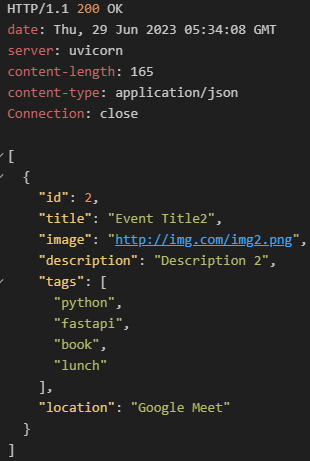 HTTP/1.1 200 OK
date: Thu, 29 Jun 2023 05:34:08 GMT
server: uvicorn
content-length: 165
content-type: application/json
Connection: close

[
  {
    "id": 2,
    "title": "Event Title2",
    "image": "http://img.com/img2.png",
    "description": "Description 2",
    "tags": [
      "python",
      "fastapi",
      "book",
      "lunch"
    ],
    "location": "Google Meet"
  }
]